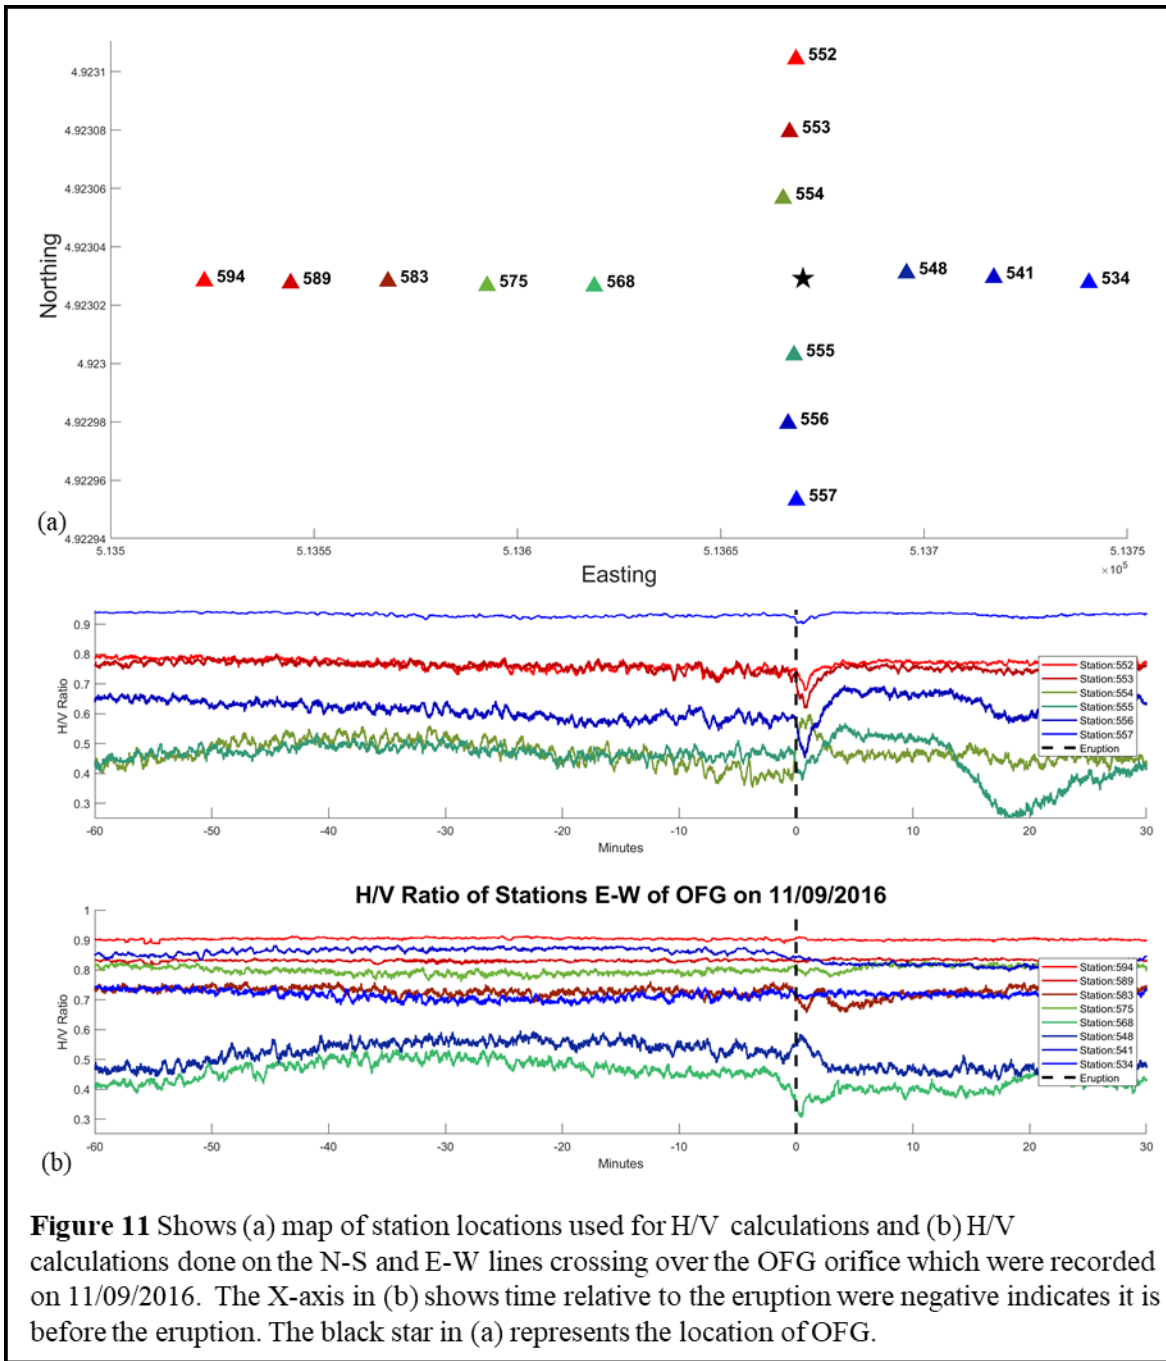 552
4.9231
553
4.92308
554
4.92306
Northing
4.92304
594
589
583
575
568
548
541
534
4.92302
555
4.923
4.92298
556
4.92296
557
(a)
4.92294
5.135
5.1355
5.136
5.1365
5.137
5.1375
Easting
×10⁵
0.9
0.8
0.7
0.6
0.5
0.4
0.3
H/V Ratio
Station:552
Station:553
Station:554
Station:555
Station:556
Station:557
Eruption
-60
-50
-40
-30
-20
-10
0
10
20
30
Minutes
H/V Ratio of Stations E-W of OFG on 11/09/2016
1
0.9
0.8
0.7
0.6
0.5
0.4
0.3
H/V Ratio
Station:594
Station:589
Station:583
Station:575
Station:568
Station:548
Station:541
Station:534
Eruption
-60
-50
-40
-30
-20
-10
0
10
20
30
Minutes
(b)
Figure 11 Shows (a) map of station locations used for H/V calculations and (b) H/V
calculations done on the N-S and E-W lines crossing over the OFG orifice which were recorded
on 11/09/2016. The X-axis in (b) shows time relative to the eruption were negative indicates it is
before the eruption. The black star in (a) represents the location of OFG.